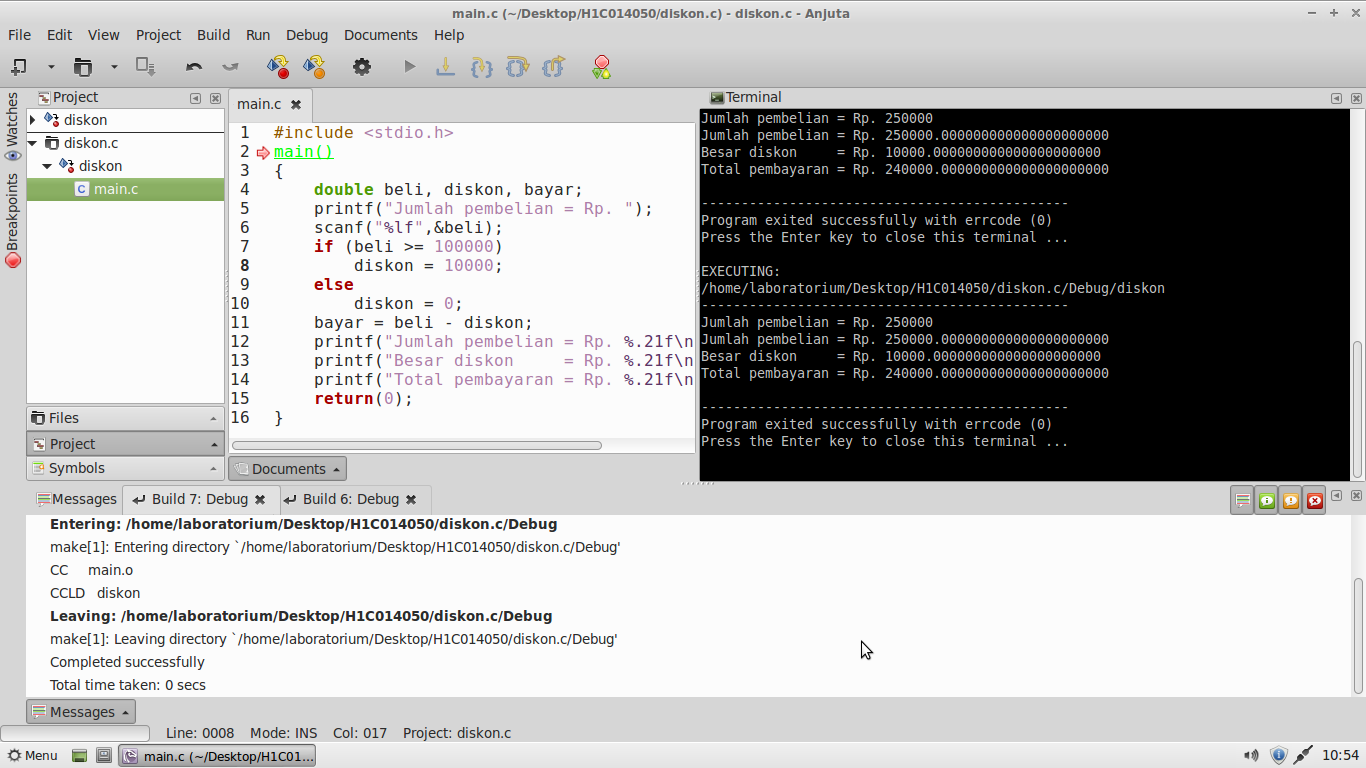 main.c (~/Desktop/H1C014050/diskon.c) - diskon.c - Anjuta
File Edit View Project Build Run Debug Documents Help
Watches
Breakpoints
Project
diskon
diskon.c
diskon
main.c
Files
Project
Symbols
main.c
1 #include <stdio.h>
2 main()
3 {
4     double beli, diskon, bayar;
5     printf("Jumlah pembelian = Rp. ");
6     scanf("%lf",&beli);
7     if (beli >= 100000)
8         diskon = 10000;
9     else
10         diskon = 0;
11     bayar = beli - diskon;
12     printf("Jumlah pembelian = Rp. %.21f\n
13     printf("Besar diskon     = Rp. %.21f\n
14     printf("Total pembayaran = Rp. %.21f\n
15     return(0);
16 }
Documents
Terminal
Jumlah pembelian = Rp. 250000
Jumlah pembelian = Rp. 250000.000000000000000000000
Besar diskon     = Rp. 10000.000000000000000000000
Total pembayaran = Rp. 240000.000000000000000000000
----------------------------------------------
Program exited successfully with errcode (0)
Press the Enter key to close this terminal ...
EXECUTING:
/home/laboratorium/Desktop/H1C014050/diskon.c/Debug/diskon
----------------------------------------------
Jumlah pembelian = Rp. 250000
Jumlah pembelian = Rp. 250000.000000000000000000000
Besar diskon     = Rp. 10000.000000000000000000000
Total pembayaran = Rp. 240000.000000000000000000000
----------------------------------------------
Program exited successfully with errcode (0)
Press the Enter key to close this terminal ...
Messages Build 7: Debug Build 6: Debug
Entering: /home/laboratorium/Desktop/H1C014050/diskon.c/Debug
make[1]: Entering directory `/home/laboratorium/Desktop/H1C014050/diskon.c/Debug'
CC main.o
CCLD diskon
Leaving: /home/laboratorium/Desktop/H1C014050/diskon.c/Debug
make[1]: Leaving directory `/home/laboratorium/Desktop/H1C014050/diskon.c/Debug'
Completed successfully
Total time taken: 0 secs
Messages
Line: 0008 Mode: INS Col: 017 Project: diskon.c
Menu main.c (~/Desktop/H1C01... 10:54